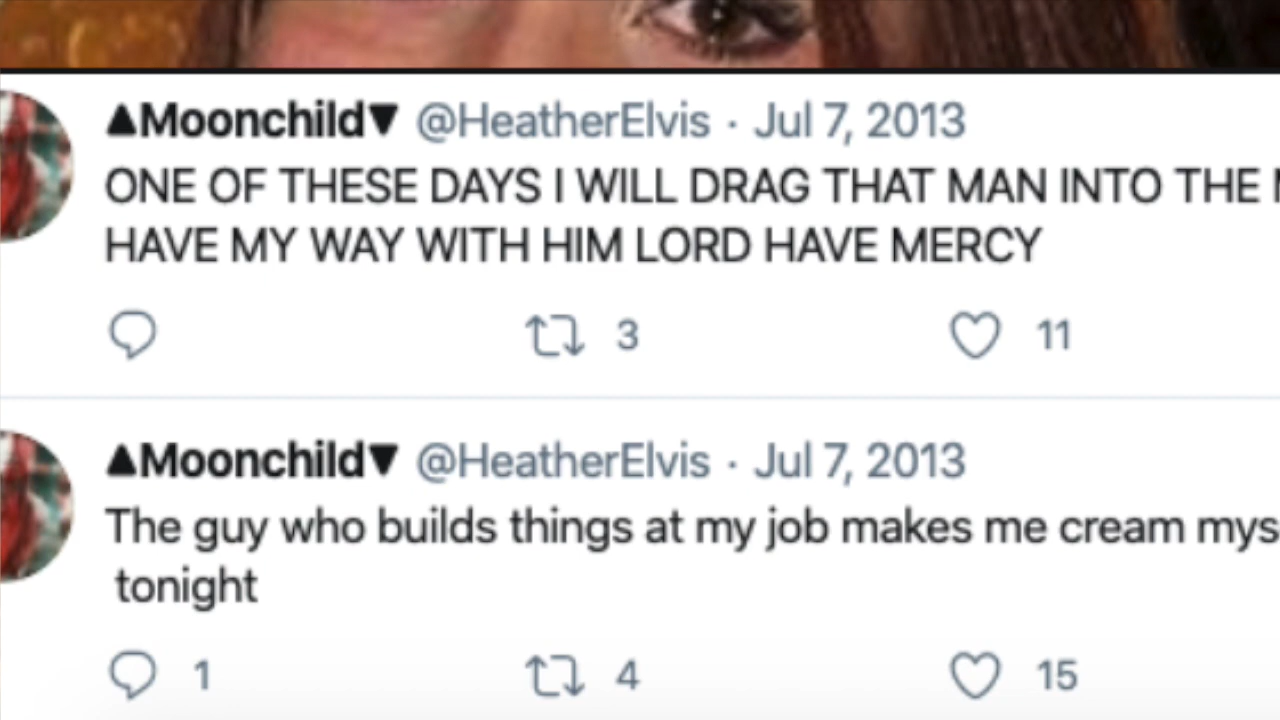 ▲Moonchild▼ @HeatherElvis · Jul 7, 2013
ONE OF THESE DAYS I WILL DRAG THAT MAN INTO THE
HAVE MY WAY WITH HIM LORD HAVE MERCY
3 11
▲Moonchild▼ @HeatherElvis · Jul 7, 2013
The guy who builds things at my job makes me cream mys
tonight
1 4 15